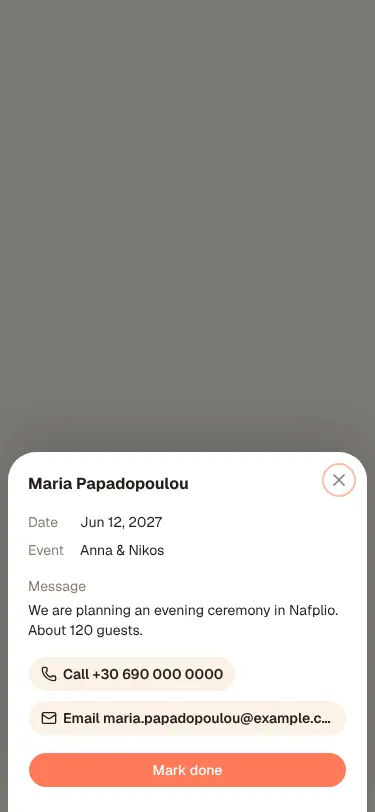 Maria Papadopoulou
Date Jun 12, 2027
Event Anna & Nikos
Message
We are planning an evening ceremony in Nafplio.
About 120 guests.
Call +30 690 000 0000
Email maria.papadopoulou@example.c...
Mark done